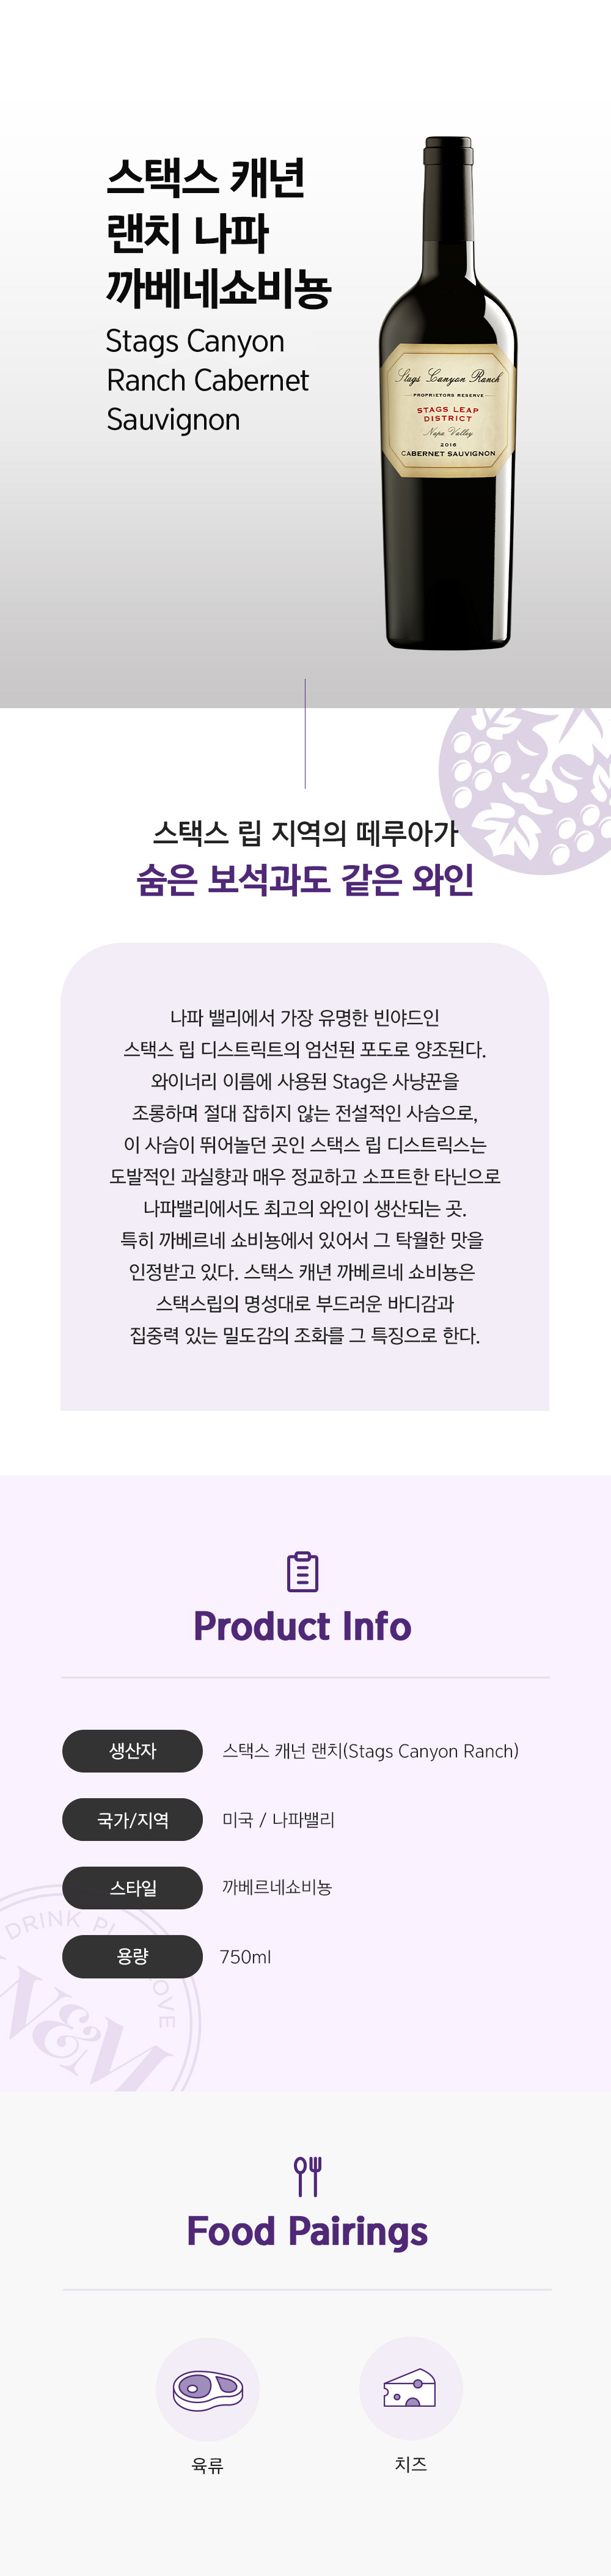 스택스 캐년
랜치 나파
까베네쇼비뇽
Stags Canyon
Ranch Cabernet
Sauvignon
Stags Canyon Ranch
PROPRIETORS RESERVE
STAGS LEAP
DISTRICT
Napa Valley
2016
CABERNET SAUVIGNON
스택스 립 지역의 떼루아가
숨은 보석과도 같은 와인
나파 밸리에서 가장 유명한 빈야드인
스택스 립 디스트릭트의 엄선된 포도로 양조된다.
와이너리 이름에 사용된 Stag은 사냥꾼을
조롱하며 절대 잡히지 않는 전설적인 사슴으로,
이 사슴이 뛰어놀던 곳인 스택스 립 디스트릭스는
도발적인 과실향과 매우 정교하고 소프트한 타닌으로
나파밸리에서도 최고의 와인이 생산되는 곳.
특히 까베르네 쇼비뇽에서 있어서 그 탁월한 맛을
인정받고 있다. 스택스 캐년 까베르네 쇼비뇽은
스택스립의 명성대로 부드러운 바디감과
집중력 있는 밀도감의 조화를 그 특징으로 한다.
Product Info
생산자 스택스 캐넌 랜치(Stags Canyon Ranch)
국가/지역 미국 / 나파밸리
스타일 까베르네쇼비뇽
용량 750ml
DRINK
W&M
Food Pairings
육류 치즈